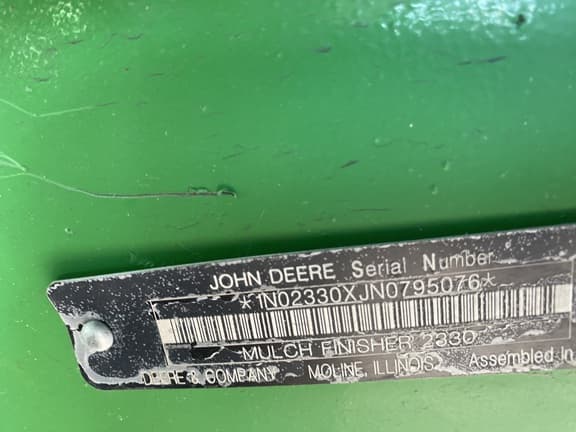 JOHN DEERE Serial Number
*1N02330XJN0795076*
MULCH FINISHER 2330
DEERE & COMPANY MOLINE, ILLINOIS Assembled in